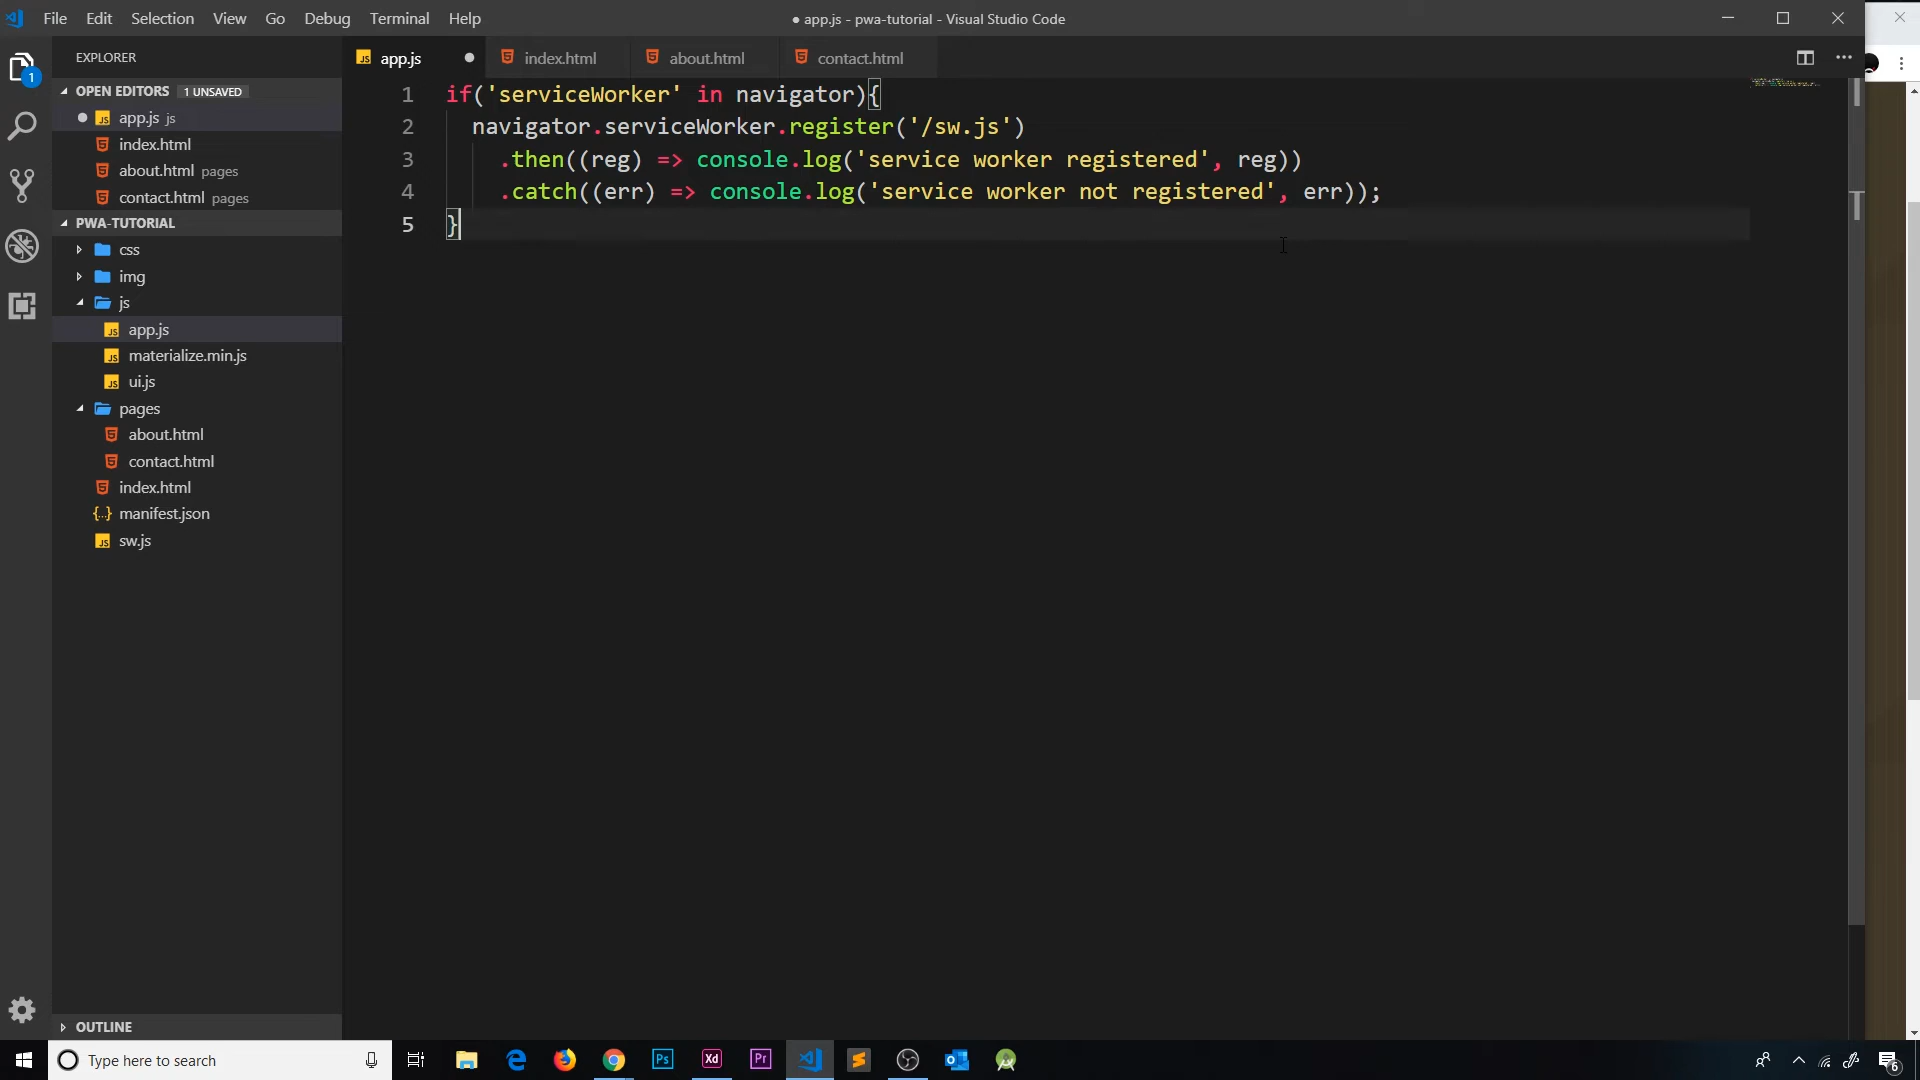 File Edit Selection View Go Debug Terminal Help
● app.js - pwa-tutorial - Visual Studio Code
EXPLORER
1
OPEN EDITORS 1 UNSAVED
app.js js
index.html
about.html pages
contact.html pages
PWA-TUTORIAL
css
img
js
app.js
materialize.min.js
ui.js
pages
about.html
contact.html
index.html
manifest.json
sw.js
OUTLINE
app.js index.html about.html contact.html
1 if('serviceWorker' in navigator){
2 navigator.serviceWorker.register('/sw.js')
3 .then((reg) => console.log('service worker registered', reg))
4 .catch((err) => console.log('service worker not registered', err));
5 }
Type here to search
Ps Xd Pr
6